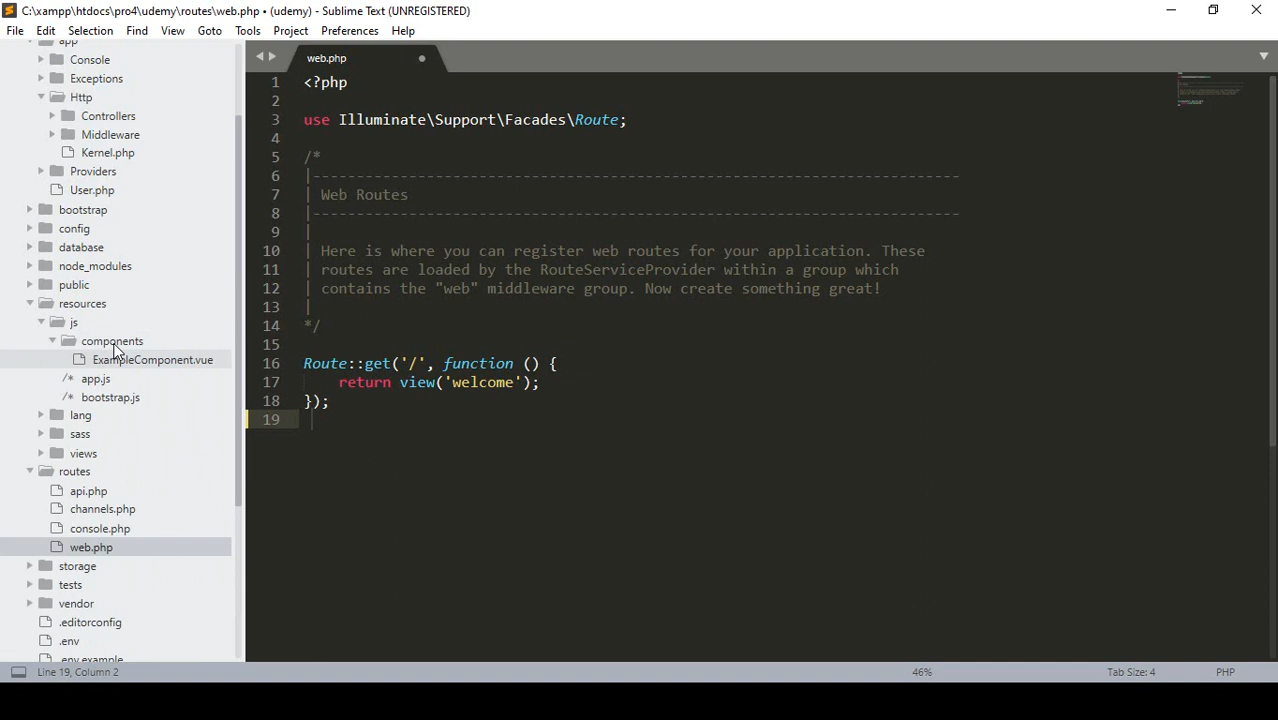 C:\xampp\htdocs\pro4\udemy\routes\web.php • (udemy) - Sublime Text (UNREGISTERED)
File Edit Selection Find View Goto Tools Project Preferences Help
app
Console
Exceptions
Http
Controllers
Middleware
Kernel.php
Providers
User.php
bootstrap
config
database
node_modules
public
resources
js
components
ExampleComponent.vue
/* app.js
/* bootstrap.js
lang
sass
views
routes
api.php
channels.php
console.php
web.php
storage
tests
vendor
.editorconfig
.env
.env.example
web.php
1 <?php
2
3 use Illuminate\Support\Facades\Route;
4
5 /*
6 |--------------------------------------------------------------------------
7 | Web Routes
8 |--------------------------------------------------------------------------
9 |
10 | Here is where you can register web routes for your application. These
11 | routes are loaded by the RouteServiceProvider within a group which
12 | contains the "web" middleware group. Now create something great!
13 |
14 */
15
16 Route::get('/', function () {
17     return view('welcome');
18 });
19
Line 19, Column 2 46% Tab Size: 4 PHP